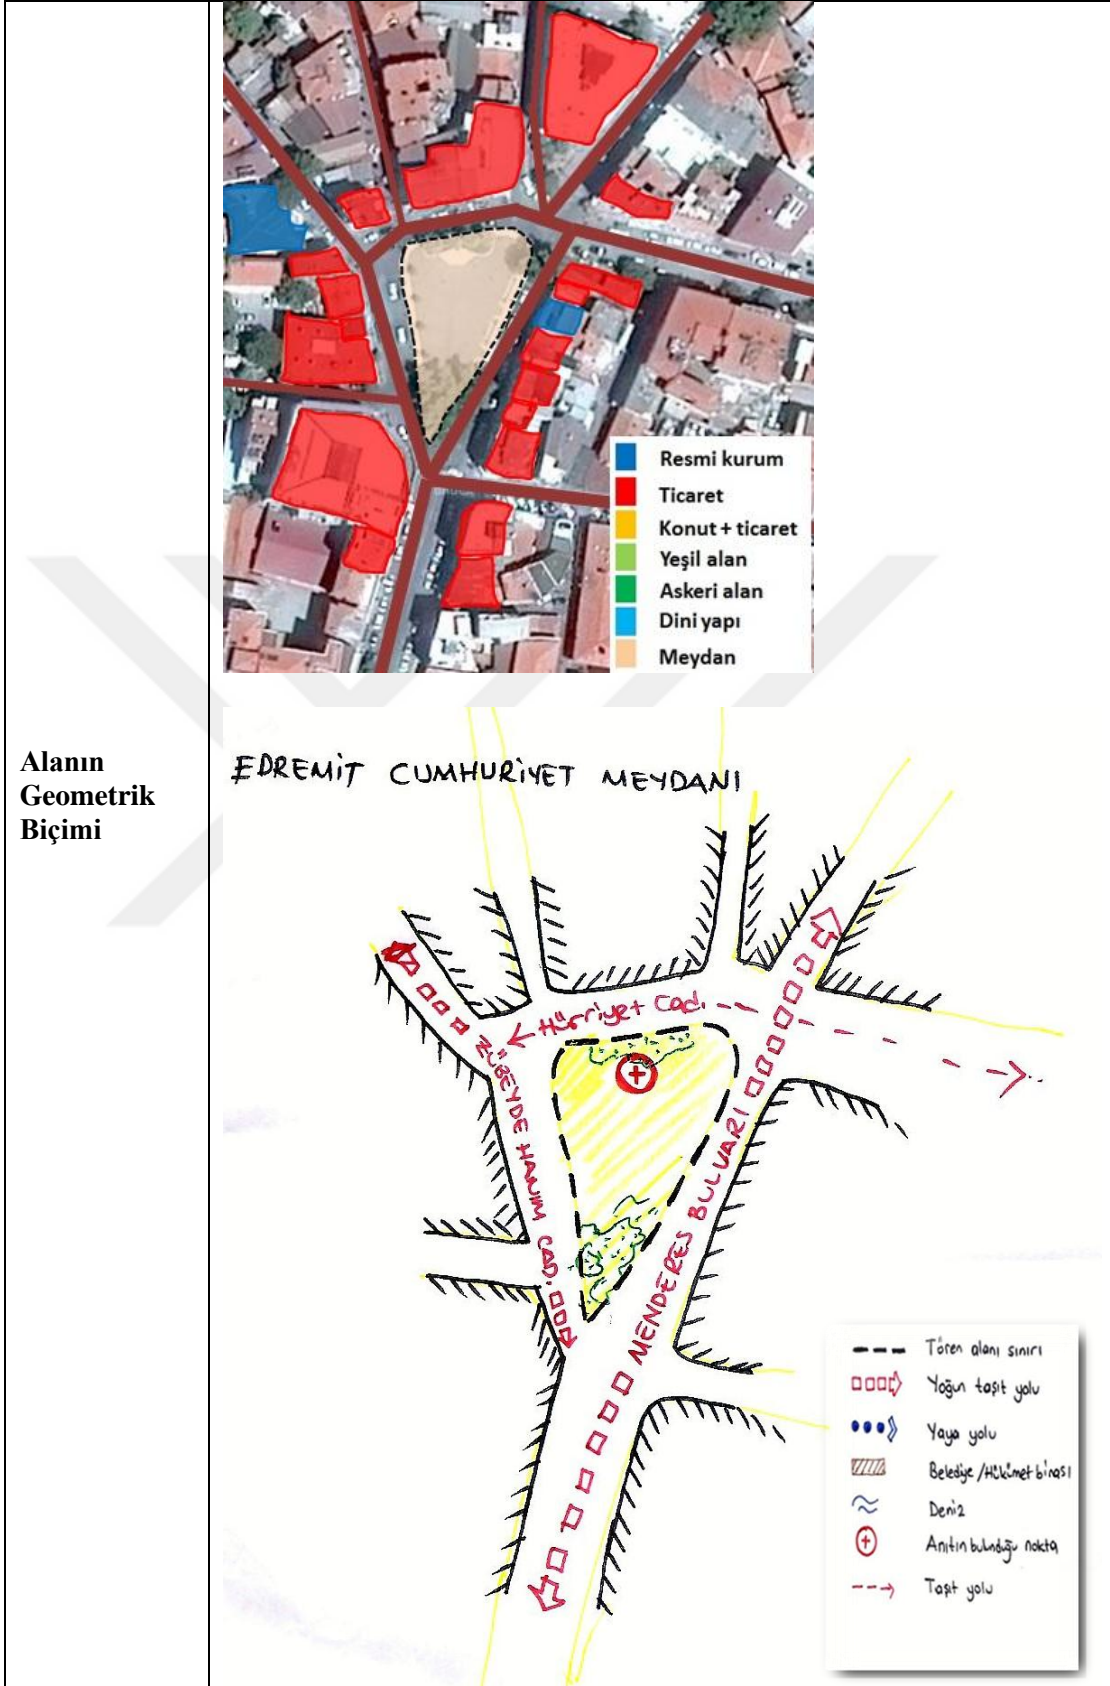 Resmi kurum
Ticaret
Konut + ticaret
Yeşil alan
Askeri alan
Dini yapı
Meydan
Alanın
Geometrik
Biçimi
EDREMİT CUMHURİYET MEYDANI
Hürriyet Cad.
ZÜBEYDE HANIM CAD.
MENDERES BULVARI
Tören alanı sınırı
Yoğun taşıt yolu
Yaya yolu
Belediye/Hükümet binası
Deniz
Anıtın bulunduğu nokta
Taşıt yolu